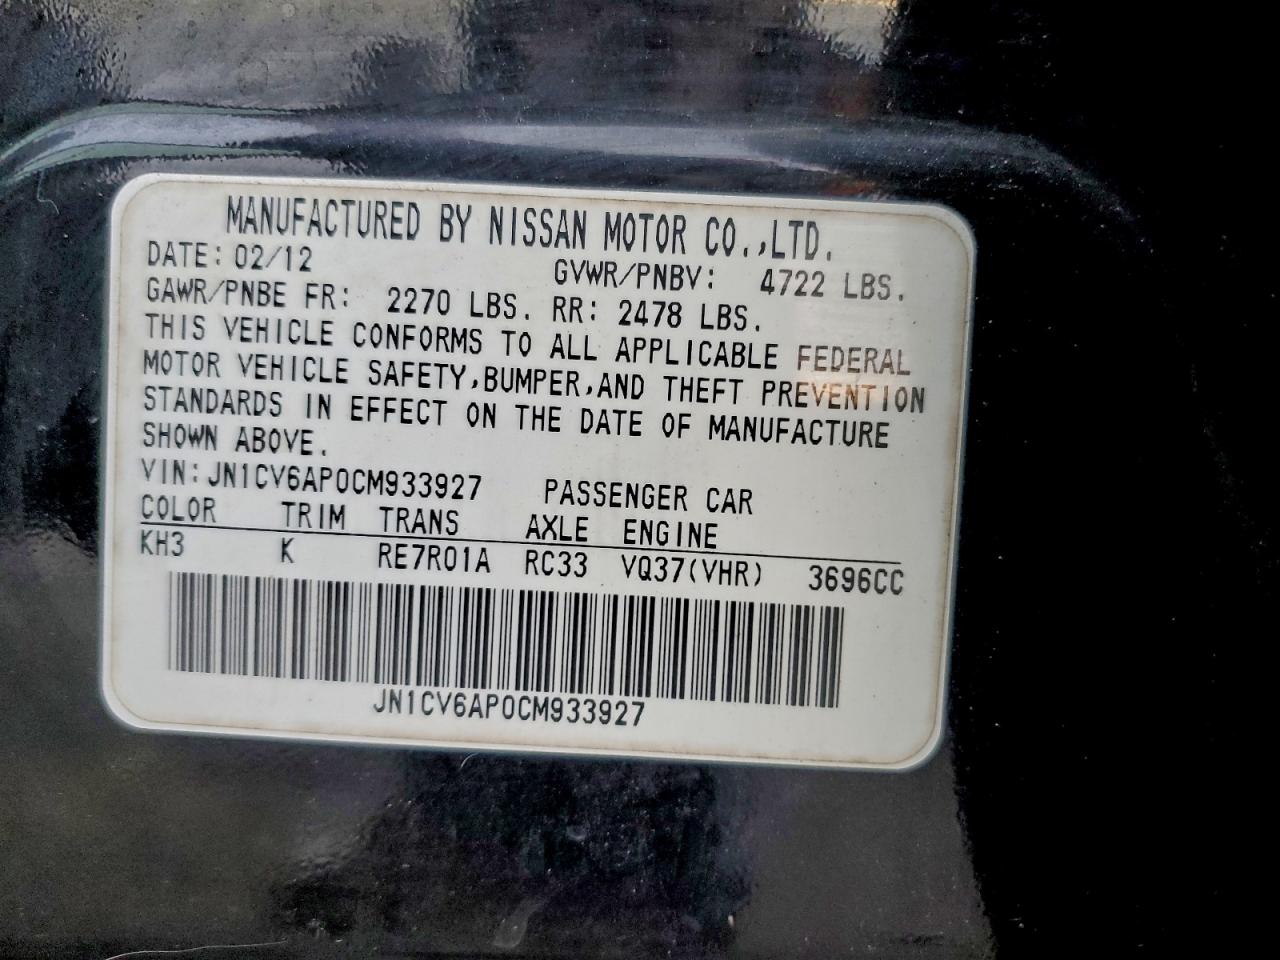 MANUFACTURED BY NISSAN MOTOR CO.,LTD.
DATE: 02/12 GVWR/PNBV: 4722 LBS.
GAWR/PNBE FR: 2270 LBS. RR: 2478 LBS.
THIS VEHICLE CONFORMS TO ALL APPLICABLE FEDERAL
MOTOR VEHICLE SAFETY,BUMPER,AND THEFT PREVENTION
STANDARDS IN EFFECT ON THE DATE OF MANUFACTURE
SHOWN ABOVE.
VIN:JN1CV6AP0CM933927 PASSENGER CAR
COLOR TRIM TRANS AXLE ENGINE
KH3 K RE7R01A RC33 VQ37(VHR) 3696CC
JN1CV6AP0CM933927